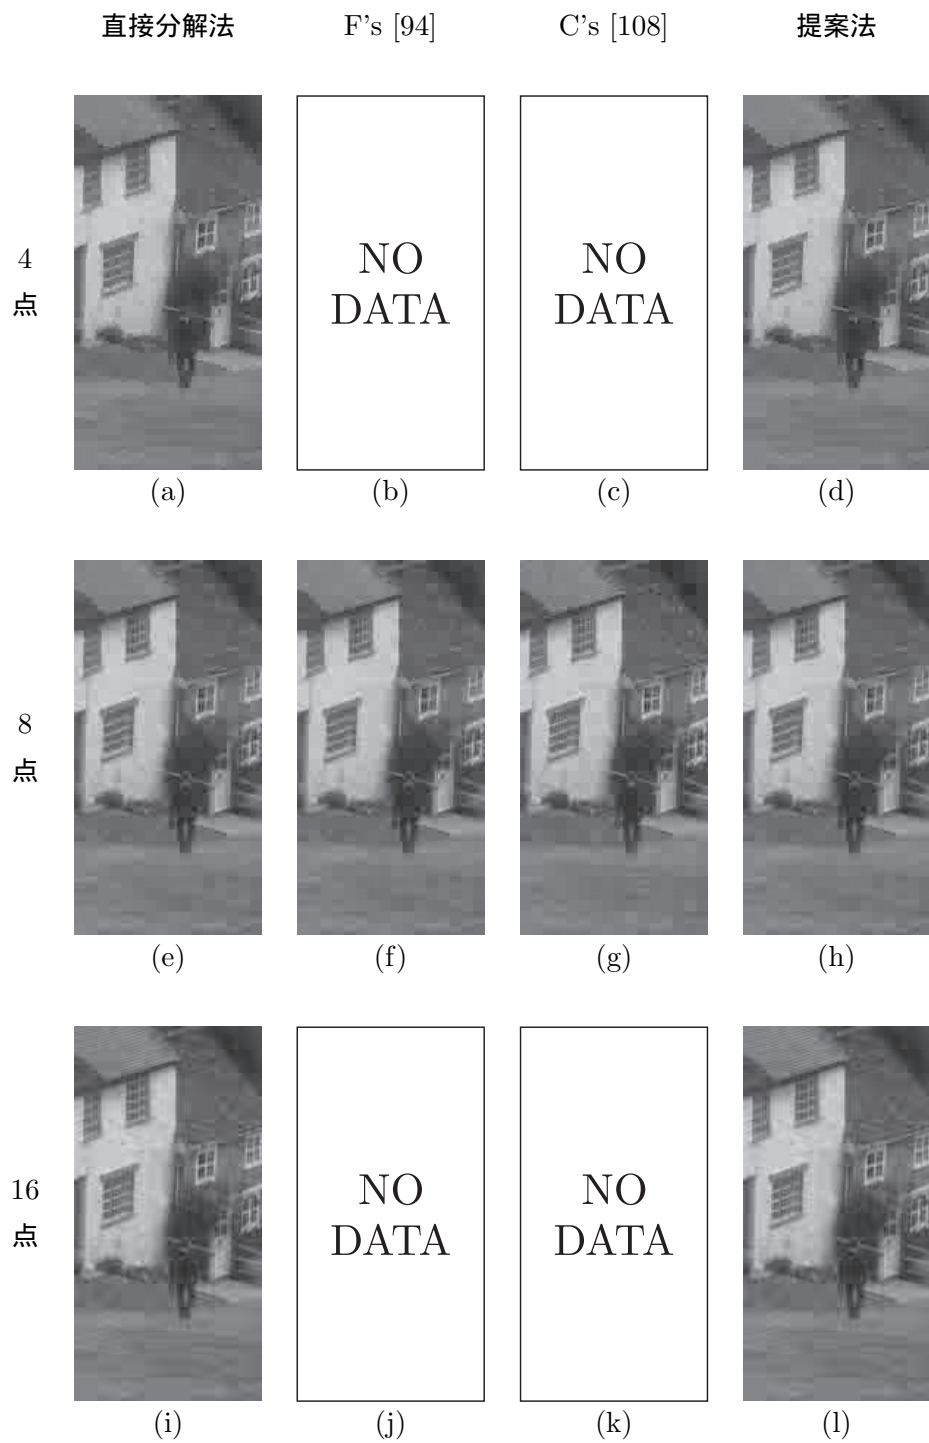 直接分解法 F's [94] C's [108] 提案法
4
点
NO
DATA
NO
DATA
(a) (b) (c) (d)
8
点
(e) (f) (g) (h)
16
点
NO
DATA
NO
DATA
(i) (j) (k) (l)